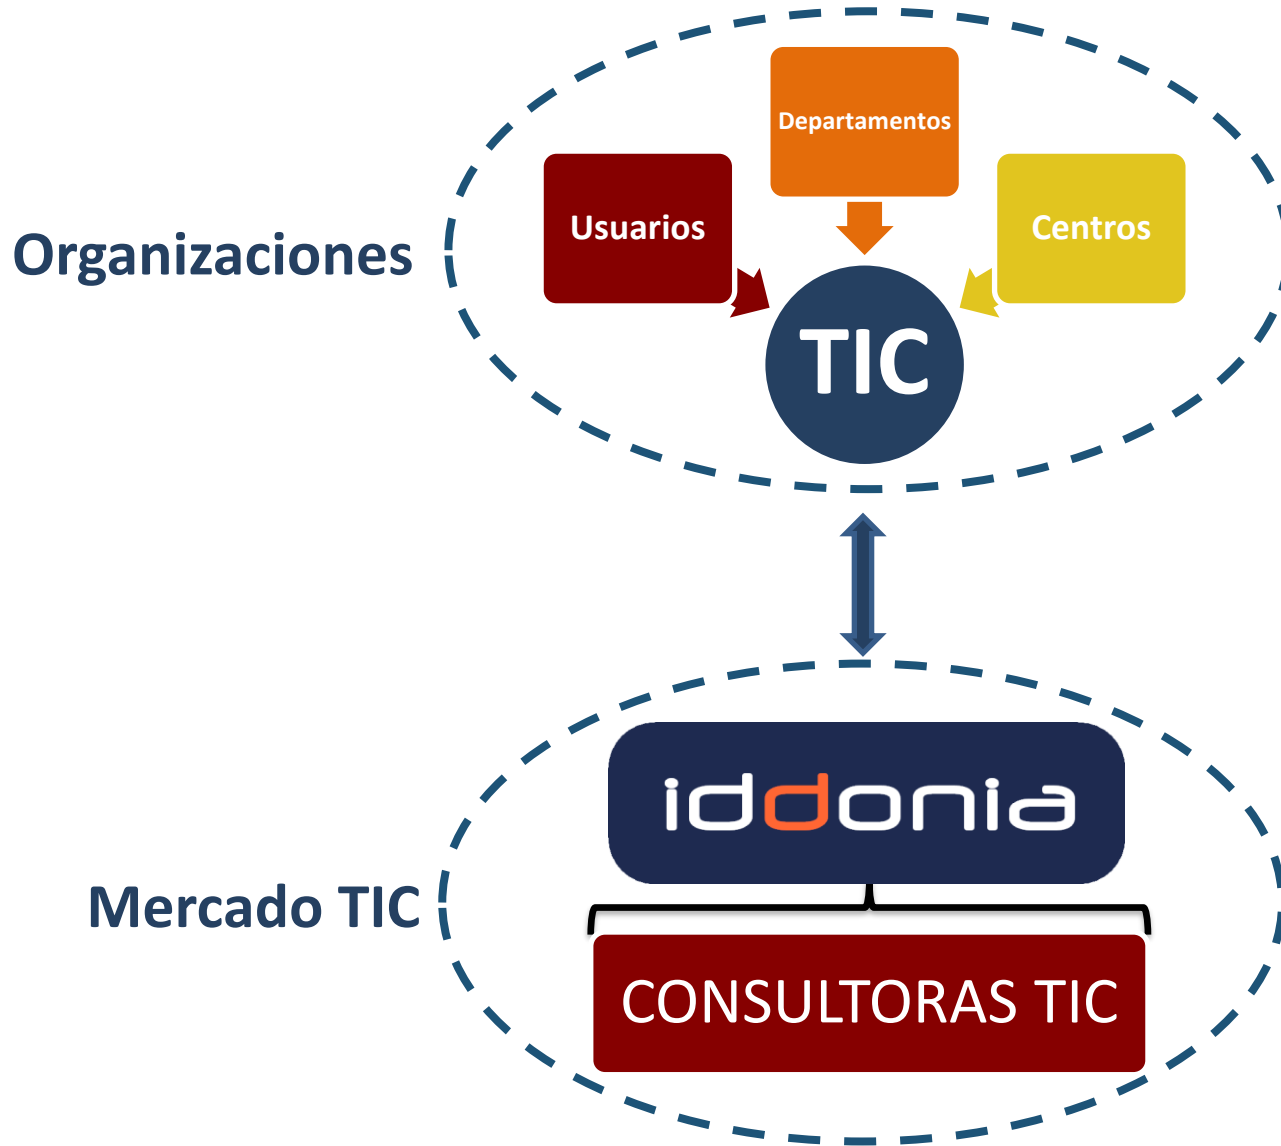 Departamentos
Usuarios
Centros
Organizaciones
TIC
iddonia
Mercado TIC
CONSULTORAS TIC